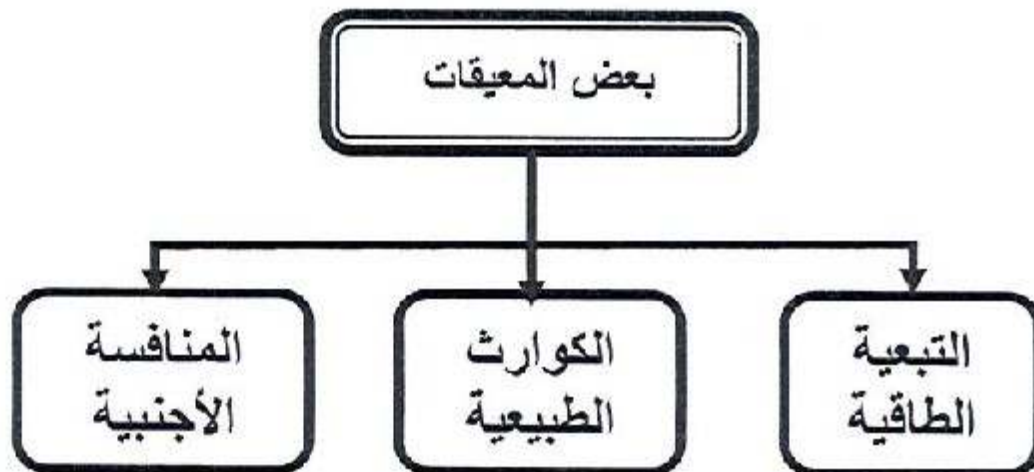 بعض المعيقات
التبعية
الطاقية
الكوارث
الطبيعية
المنافسة
الأجنبية